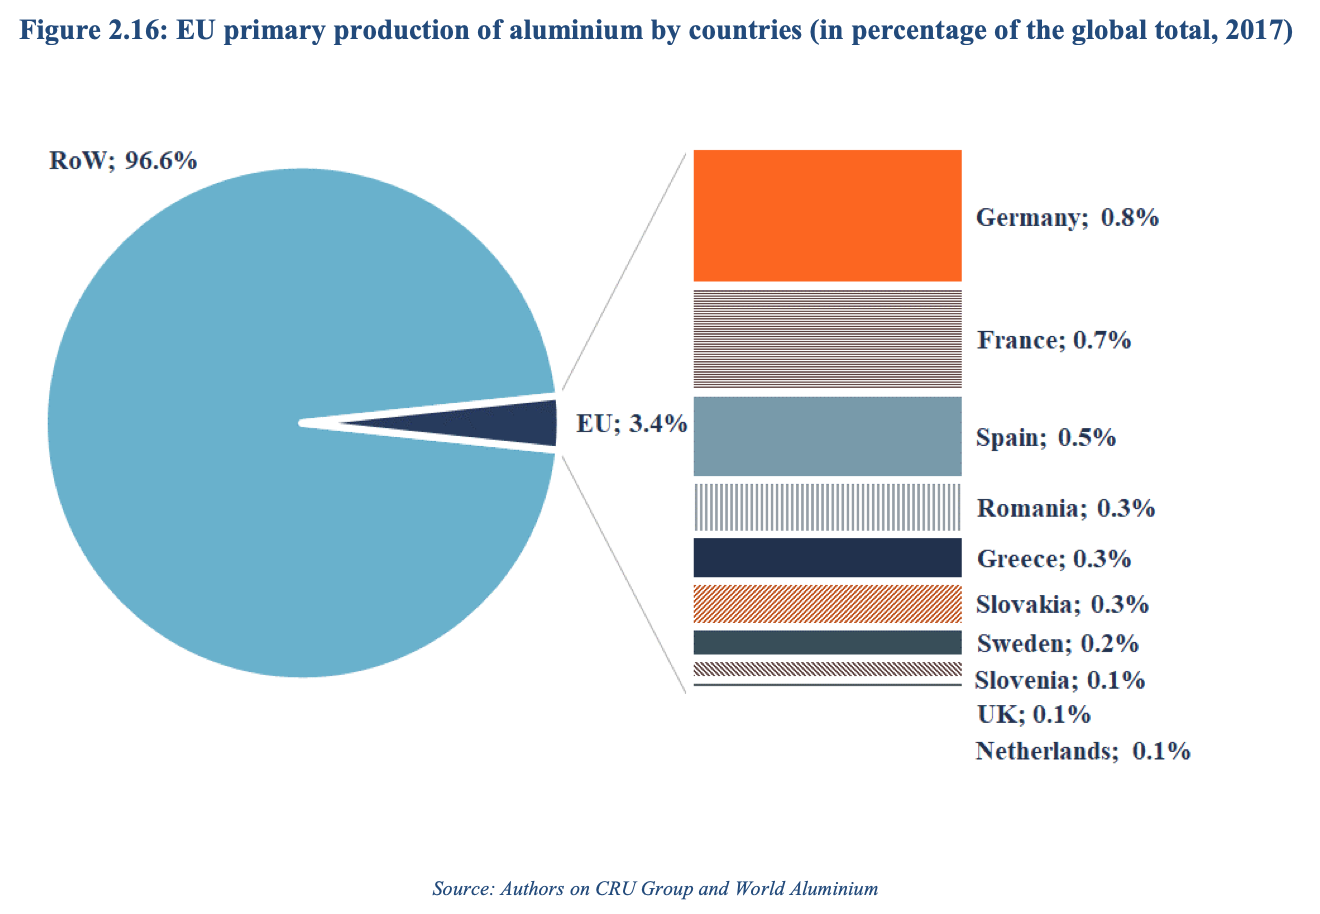 Figure 2.16: EU primary production of aluminium by countries (in percentage of the global total, 2017)
RoW; 96.6%
EU; 3.4%
Germany; 0.8%
France; 0.7%
Spain; 0.5%
Romania; 0.3%
Greece; 0.3%
Slovakia; 0.3%
Sweden; 0.2%
Slovenia; 0.1%
UK; 0.1%
Netherlands; 0.1%
Source: Authors on CRU Group and World Aluminium